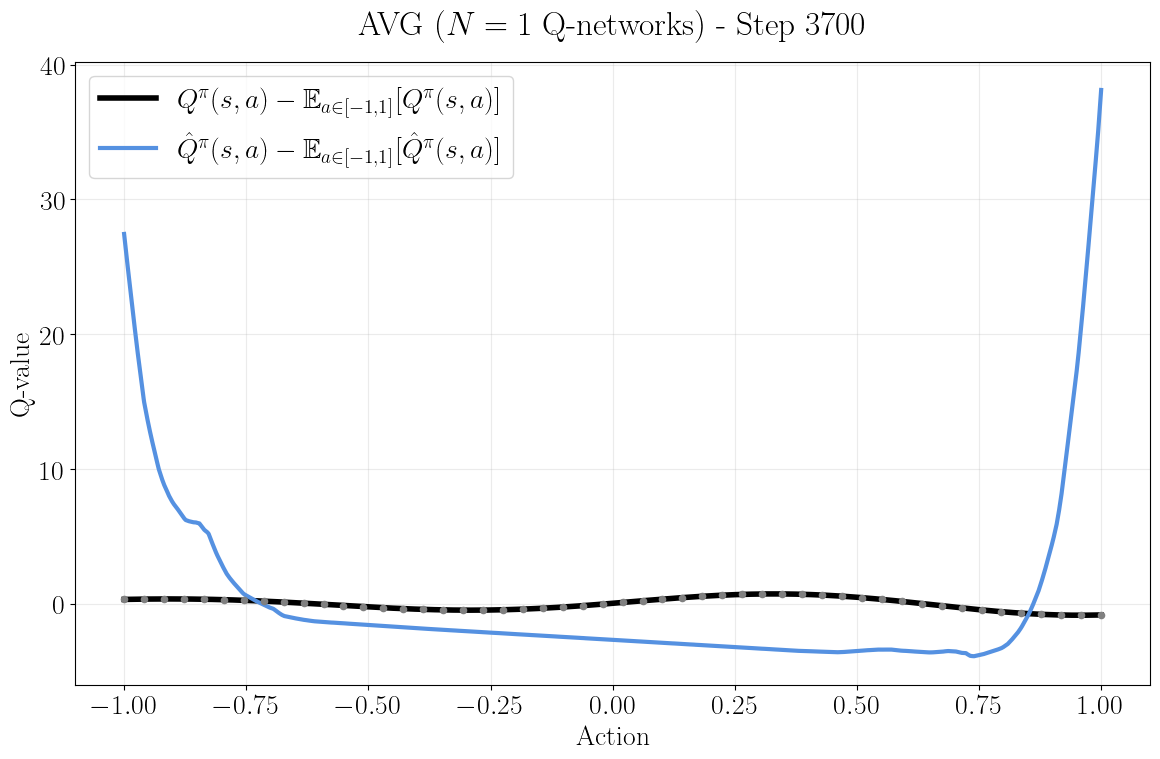 AVG (N = 1 Q-networks) - Step 3700
Q^π(s, a) − 𝔼_{a∈[−1,1]}[Q^π(s, a)]
Q̂^π(s, a) − 𝔼_{a∈[−1,1]}[Q̂^π(s, a)]
40
30
20
10
0
Q-value
−1.00 −0.75 −0.50 −0.25 0.00 0.25 0.50 0.75 1.00
Action